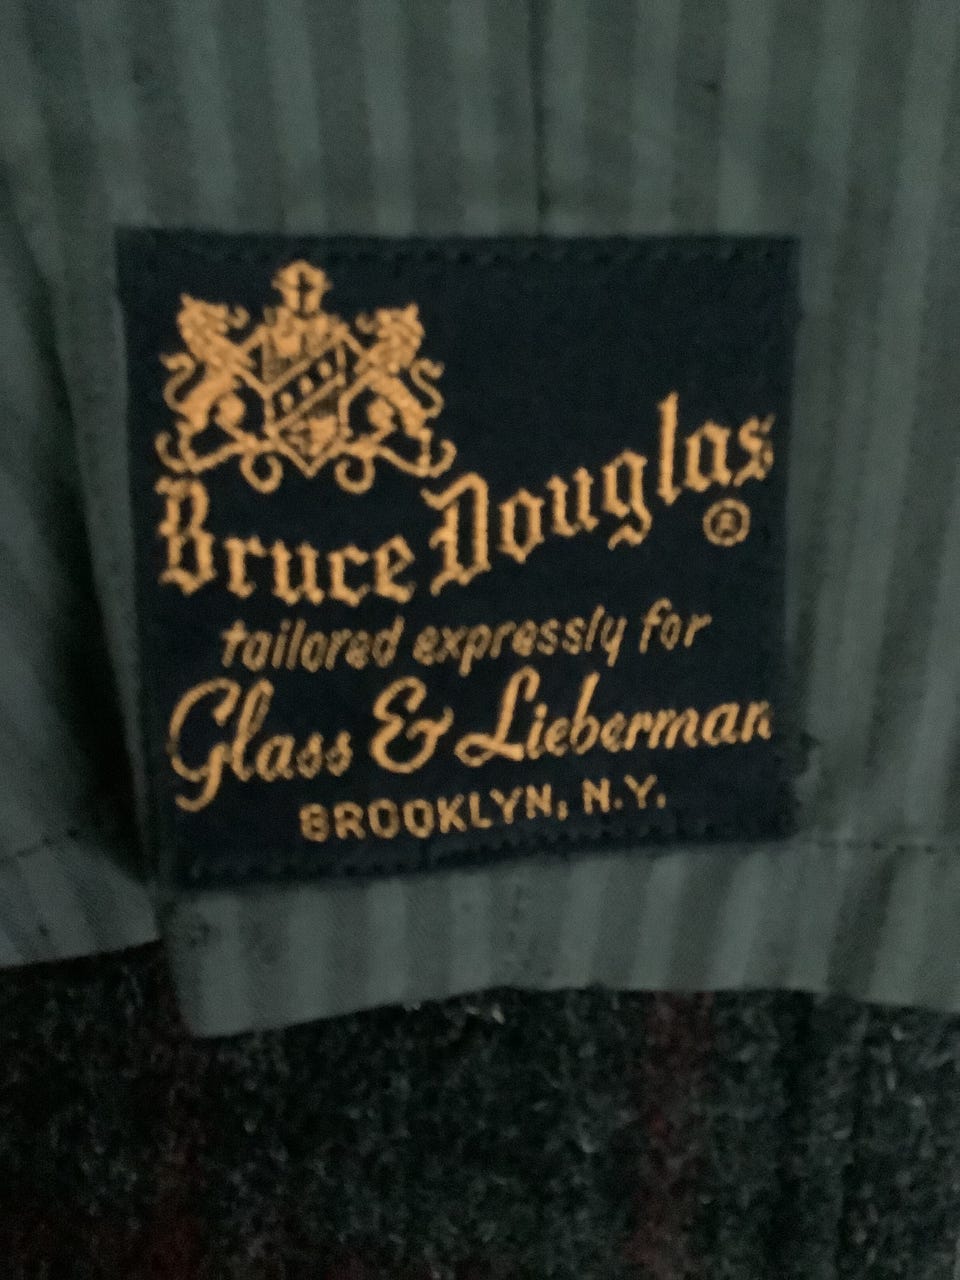 Bruce Douglas
®
tailored expressly for
Glass & Lieberman
BROOKLYN, N.Y.